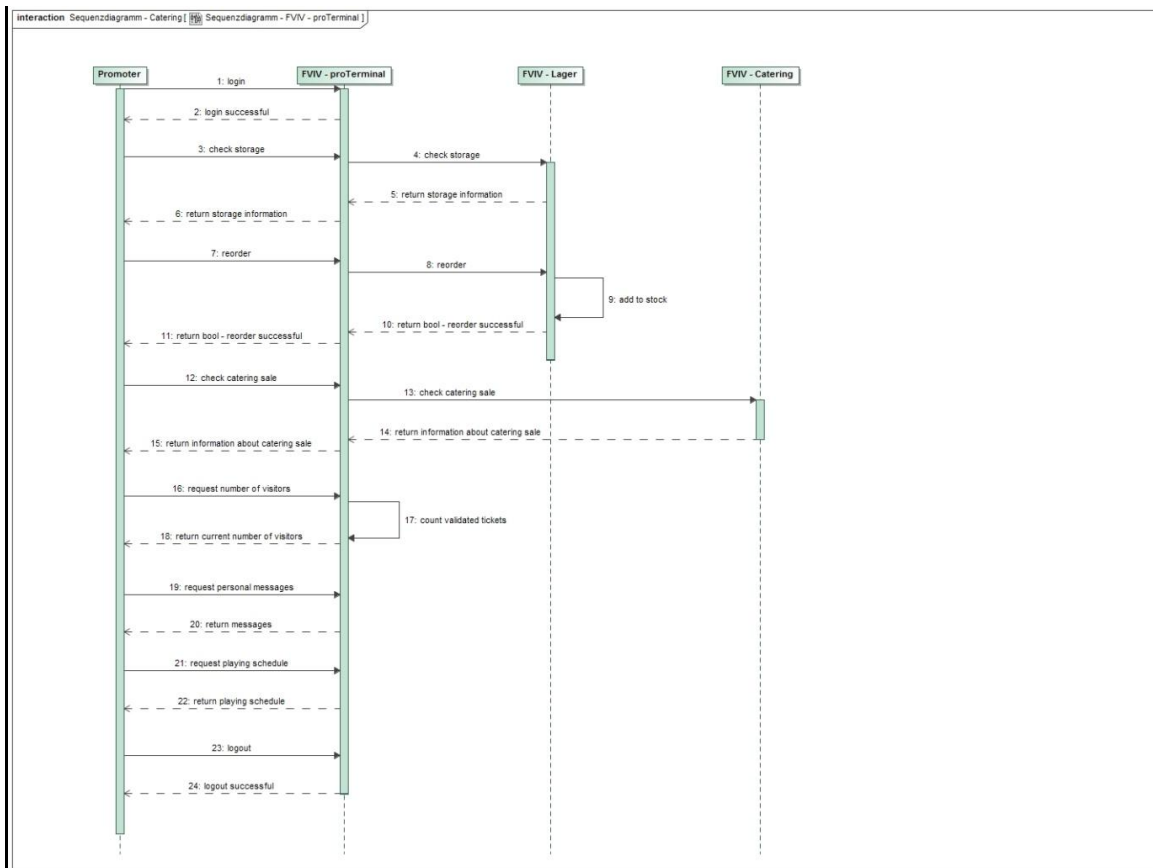 interaction Sequenzdiagramm - Catering [ Sequenzdiagramm - FVIV - proTerminal ]
Promoter
FVIV - proTerminal
FVIV - Lager
FVIV - Catering
1: login
2: login successful
3: check storage
4: check storage
5: return storage information
6: return storage information
7: reorder
8: reorder
9: add to stock
10: return bool - reorder successful
11: return bool - reorder successful
12: check catering sale
13: check catering sale
14: return information about catering sale
15: return information about catering sale
16: request number of visitors
17: count validated tickets
18: return current number of visitors
19: request personal messages
20: return messages
21: request playing schedule
22: return playing schedule
23: logout
24: logout successful